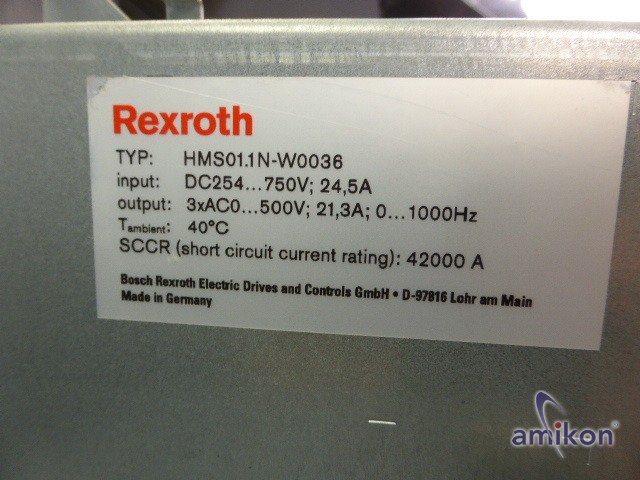 Rexroth
TYP: HMS01.1N-W0036
input: DC254...750V; 24,5A
output: 3xAC0...500V; 21,3A; 0...1000Hz
Tambient: 40°C
SCCR (short circuit current rating): 42000 A
Bosch Rexroth Electric Drives and Controls GmbH • D-97816 Lohr am Main
Made in Germany
amikon